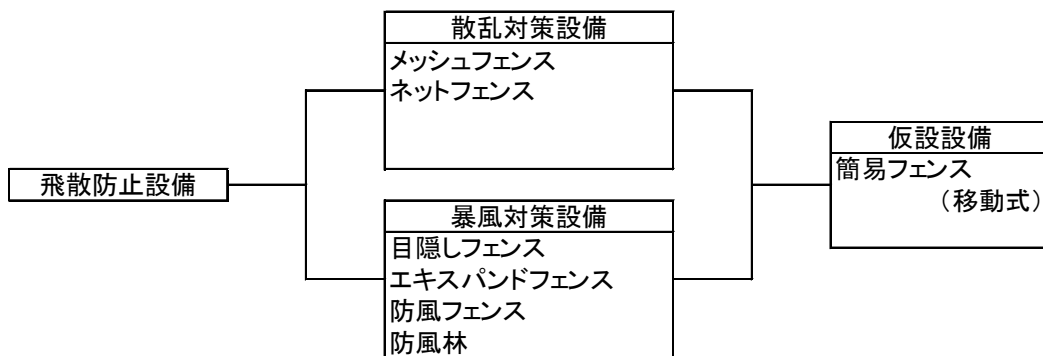 散乱対策設備
メッシュフェンス
ネットフェンス
仮設設備
簡易フェンス
（移動式）
飛散防止設備
暴風対策設備
目隠しフェンス
エキスパンドフェンス
防風フェンス
防風林